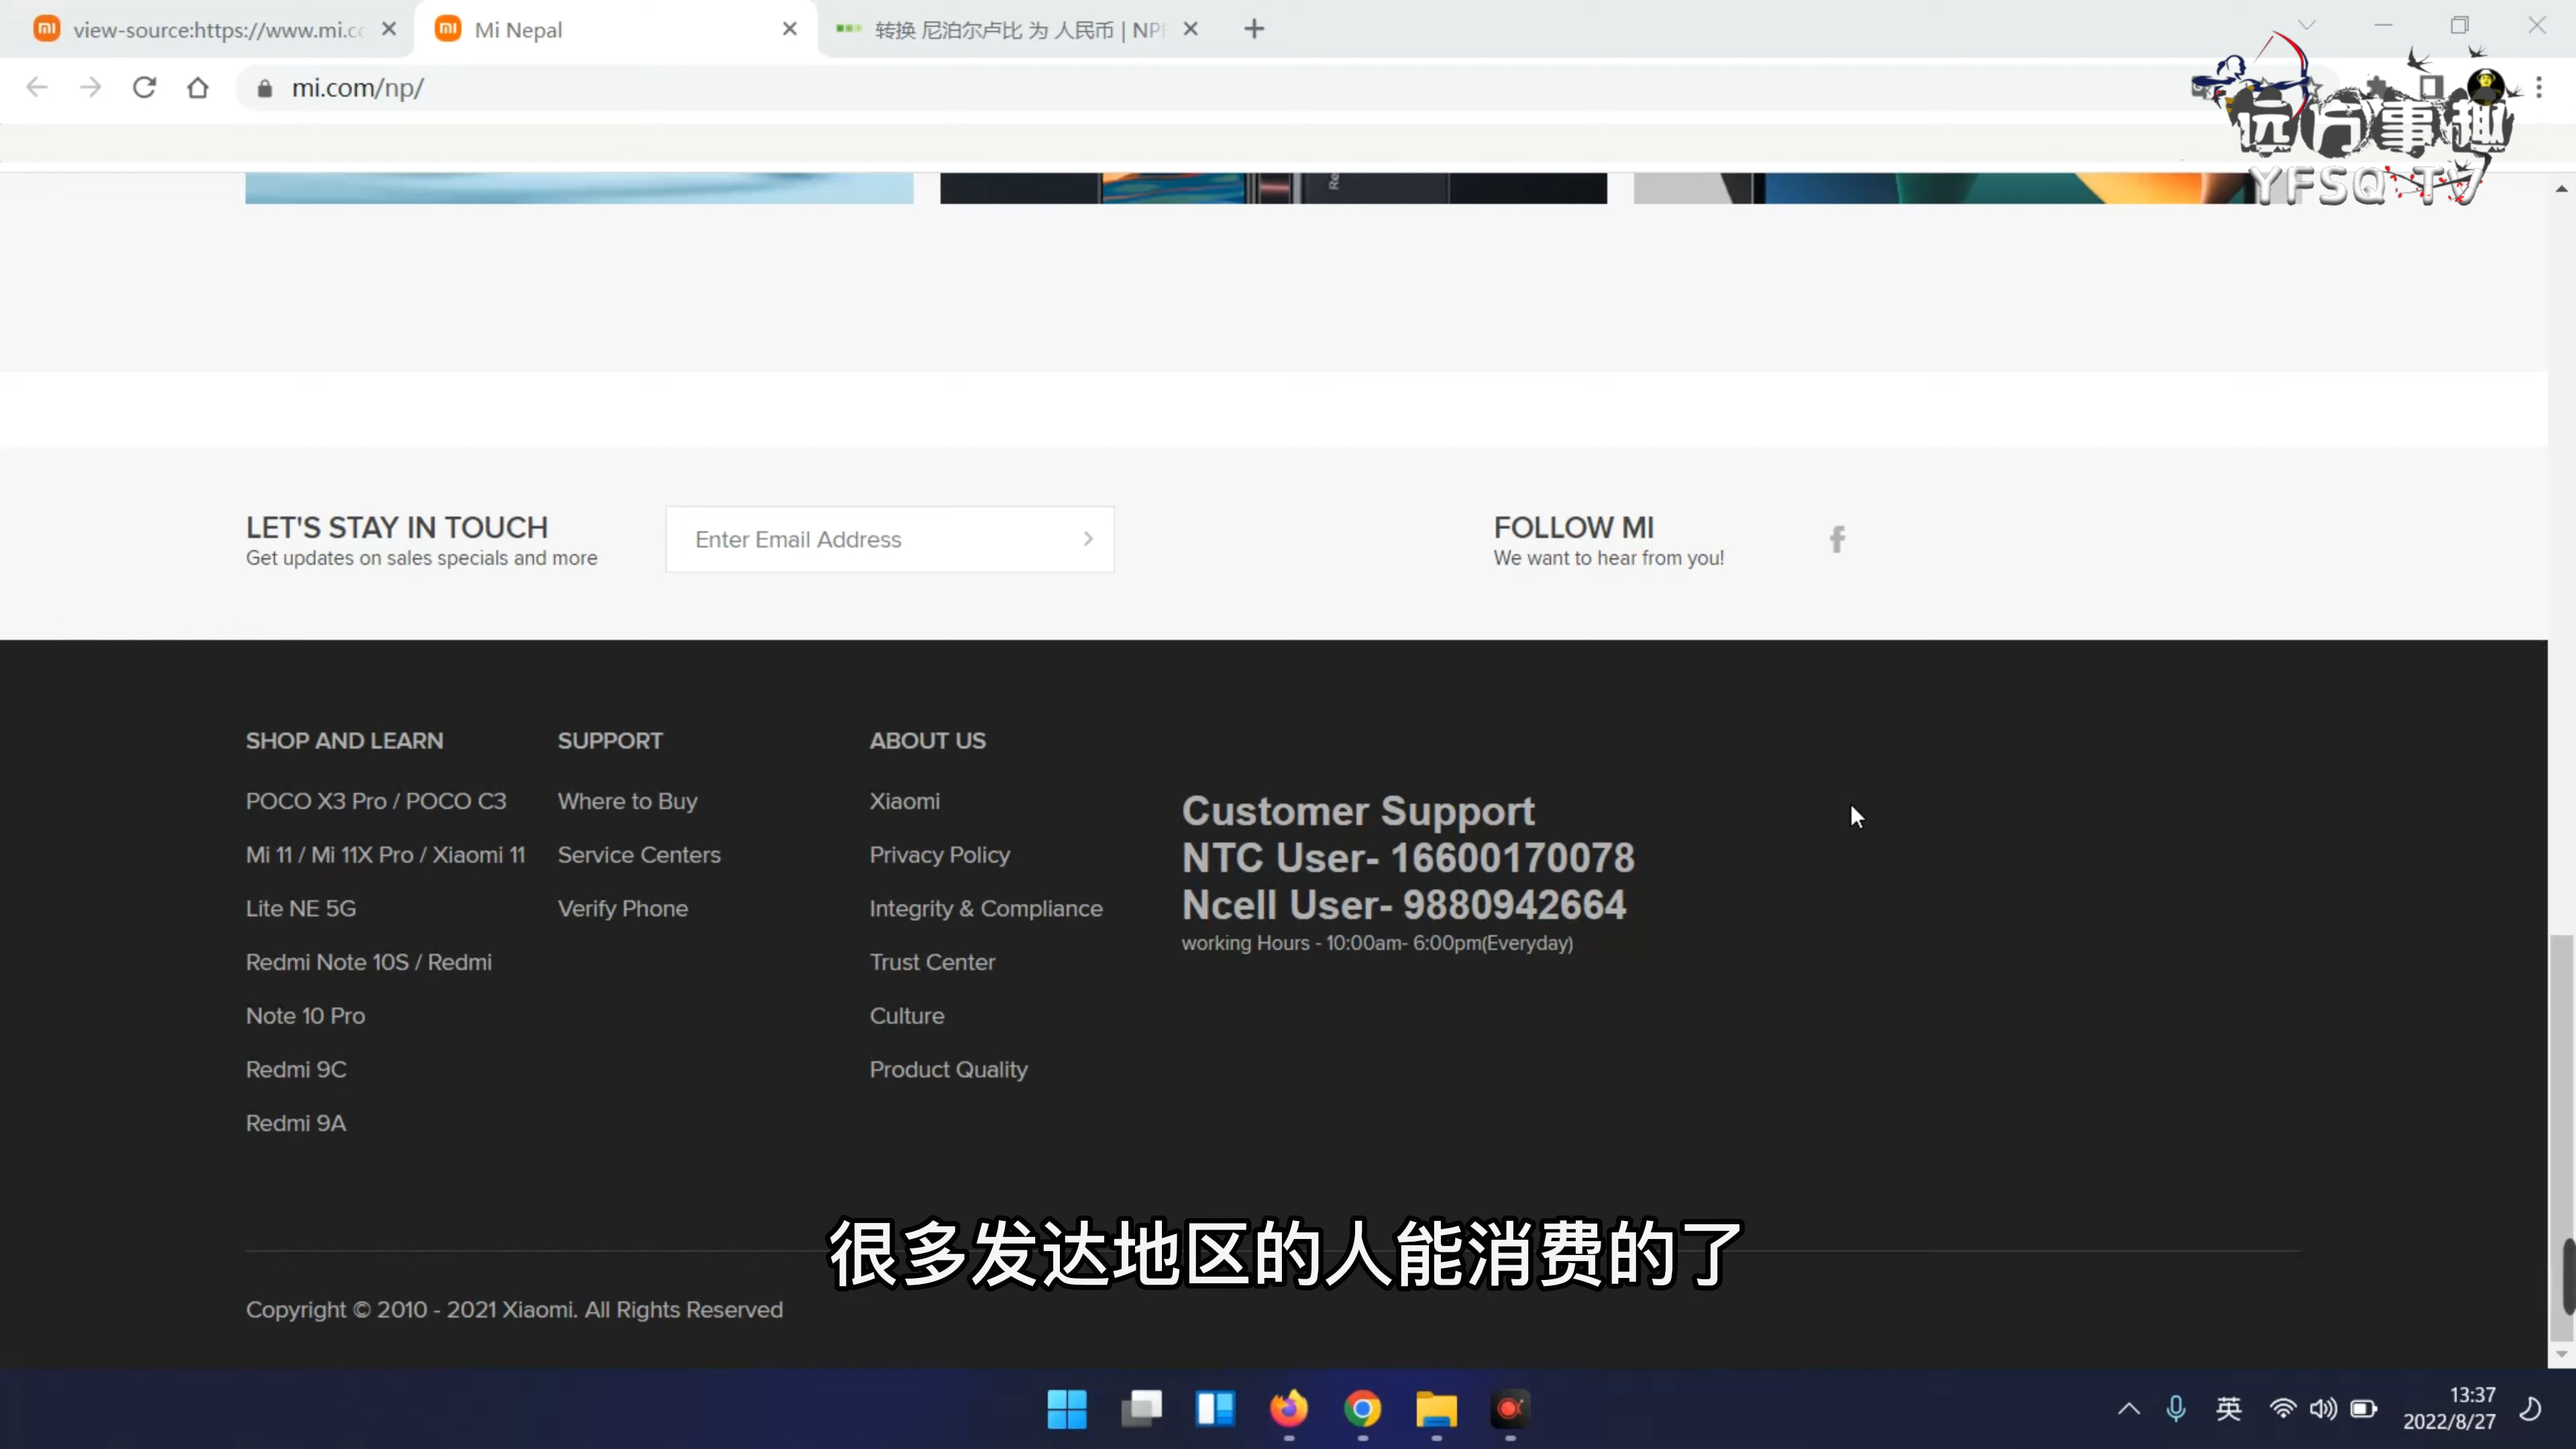 view-source:https://www.mi.cc
Mi Nepal
转换 尼泊尔卢比 为 人民币 | NPF
mi.com/np/
远方事趣
YFSQ TV
Re
LET'S STAY IN TOUCH
Get updates on sales specials and more
Enter Email Address
FOLLOW MI
We want to hear from you!
SHOP AND LEARN
POCO X3 Pro / POCO C3
Mi 11 / Mi 11X Pro / Xiaomi 11
Lite NE 5G
Redmi Note 10S / Redmi
Note 10 Pro
Redmi 9C
Redmi 9A
SUPPORT
Where to Buy
Service Centers
Verify Phone
ABOUT US
Xiaomi
Privacy Policy
Integrity & Compliance
Trust Center
Culture
Product Quality
Customer Support
NTC User- 16600170078
Ncell User- 9880942664
working Hours - 10:00am- 6:00pm(Everyday)
很多发达地区的人能消费的了
Copyright © 2010 - 2021 Xiaomi. All Rights Reserved
英
13:37
2022/8/27